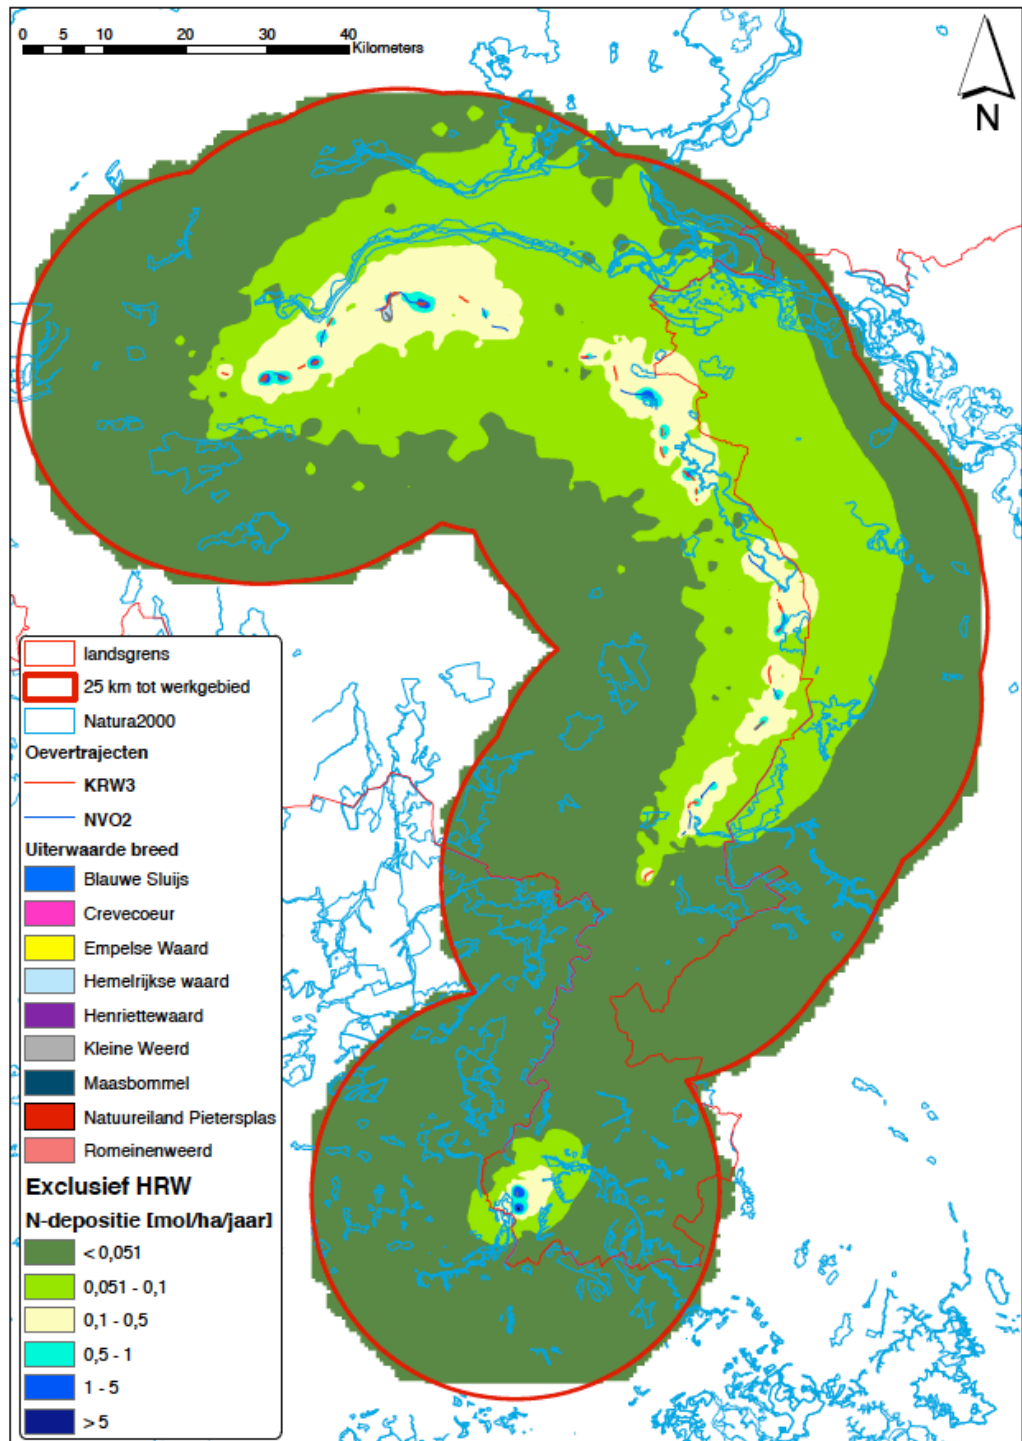 0 5 10 20 30 40
Kilometers
N
landsgrens
25 km tot werkgebied
Natura2000
Oevertrajecten
KRW3
NVO2
Uiterwaarde breed
Blauwe Sluijs
Crevecoeur
Empelse Waard
Hemelrijkse waard
Henriettewaard
Kleine Weerd
Maasbommel
Natuureiland Pietersplas
Romeinenweerd
Exclusief HRW
N-depositie [mol/ha/jaar]
< 0,051
0,051 - 0,1
0,1 - 0,5
0,5 - 1
1 - 5
> 5